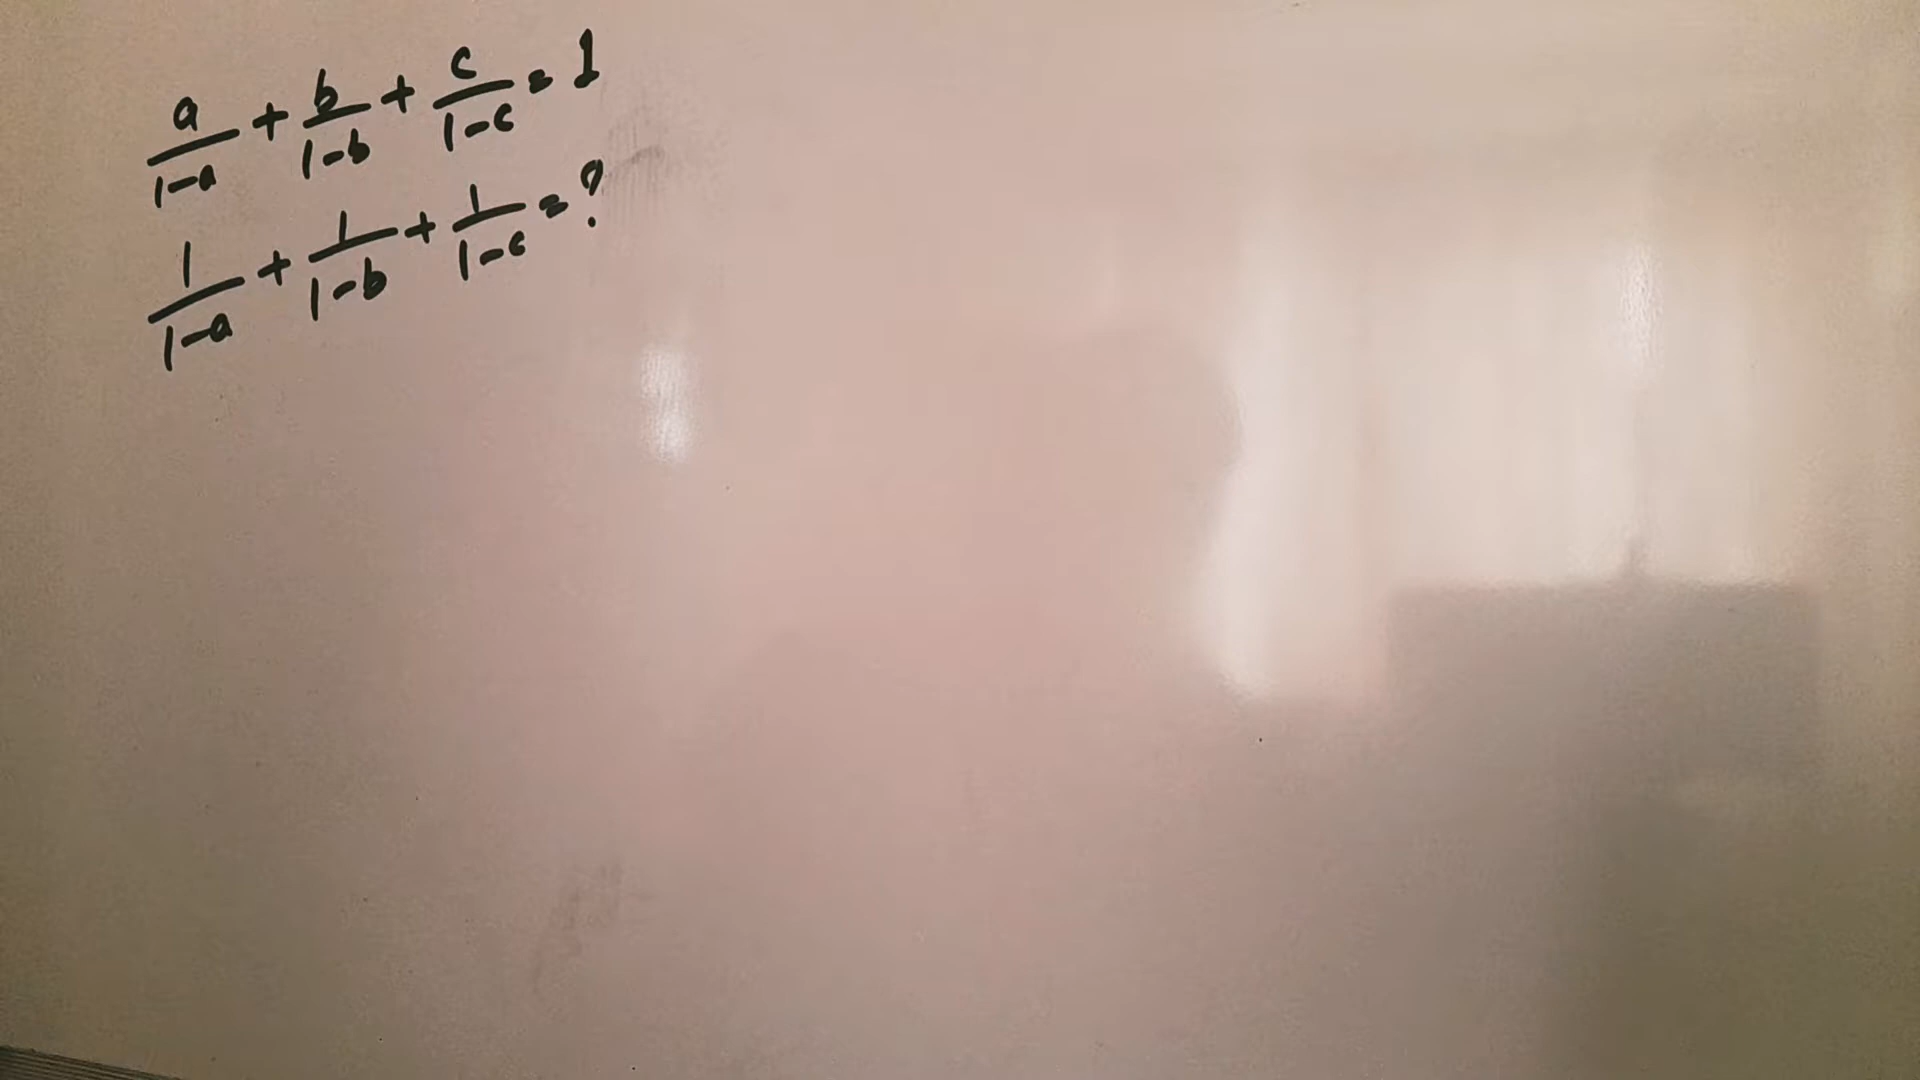 a/(1-a) + b/(1-b) + c/(1-c) = 1
1/(1-a) + 1/(1-b) + 1/(1-c) = ?